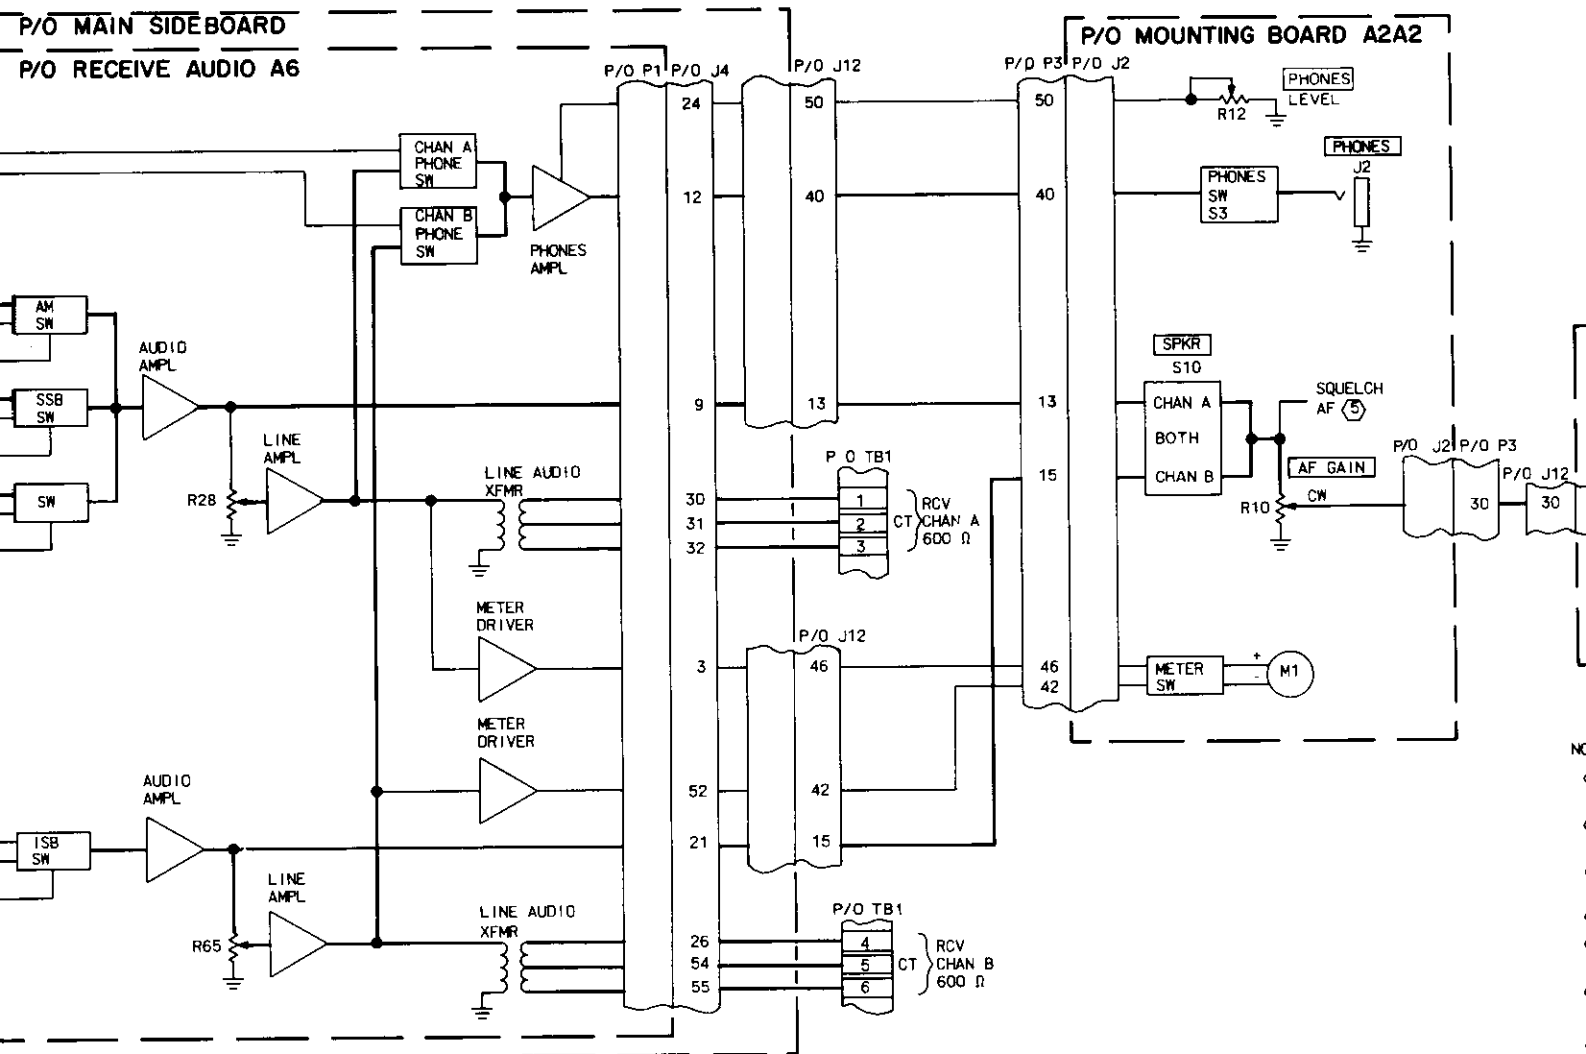 P/O MAIN SIDEBOARD
P/O RECEIVE AUDIO A6
P/O P1
P/O J4
P/O J12
P/O P3
P/O J2
P/O MOUNTING BOARD A2A2
24
50
50
PHONES
LEVEL
R12
CHAN A
PHONE
SW
CHAN B
PHONE
SW
PHONES
AMPL
12
40
40
PHONES
SW
S3
PHONES
J2
AM
SW
SSB
SW
SW
AUDIO
AMPL
9
13
13
SPKR
S10
CHAN A
BOTH
CHAN B
SQUELCH
AF 5
R28
LINE
AMPL
LINE AUDIO
XFMR
30
31
32
P O TB1
1
2
3
CT
RCV
CHAN A
600 Ω
15
AF GAIN
R10
CW
P/O J2
P/O P3
P/O J12
30
30
METER
DRIVER
3
P/O J12
46
46
42
METER
SW
+
-
M1
METER
DRIVER
52
42
NO
AUDIO
AMPL
ISB
SW
21
15
R65
LINE
AMPL
LINE AUDIO
XFMR
26
54
55
P/O TB1
4
5
6
CT
RCV
CHAN B
600 Ω